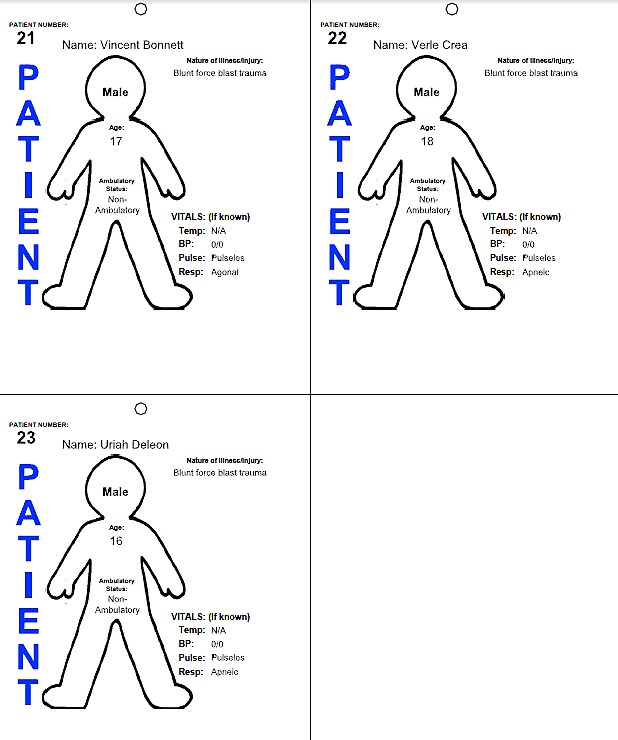 PATIENT NUMBER:
21
Name: Vincent Bonnett
Nature of Illness/Injury:
Blunt force blast trauma
PATIENT
Male
Age:
17
Ambulatory
Status:
Non-
Ambulatory
VITALS: (If known)
Temp: N/A
BP: 0/0
Pulse: Pulseles
Resp: Agonal
PATIENT NUMBER:
22
Name: Verle Crea
Nature of Illness/Injury:
Blunt force blast trauma
PATIENT
Male
Age:
18
Ambulatory
Status:
Non-
Ambulatory
VITALS: (If known)
Temp: N/A
BP: 0/0
Pulse: Pulseles
Resp: Apneic
PATIENT NUMBER:
23
Name: Uriah Deleon
Nature of Illness/Injury:
Blunt force blast trauma
PATIENT
Male
Age:
16
Ambulatory
Status:
Non-
Ambulatory
VITALS: (If known)
Temp: N/A
BP: 0/0
Pulse: Pulseles
Resp: Apneic